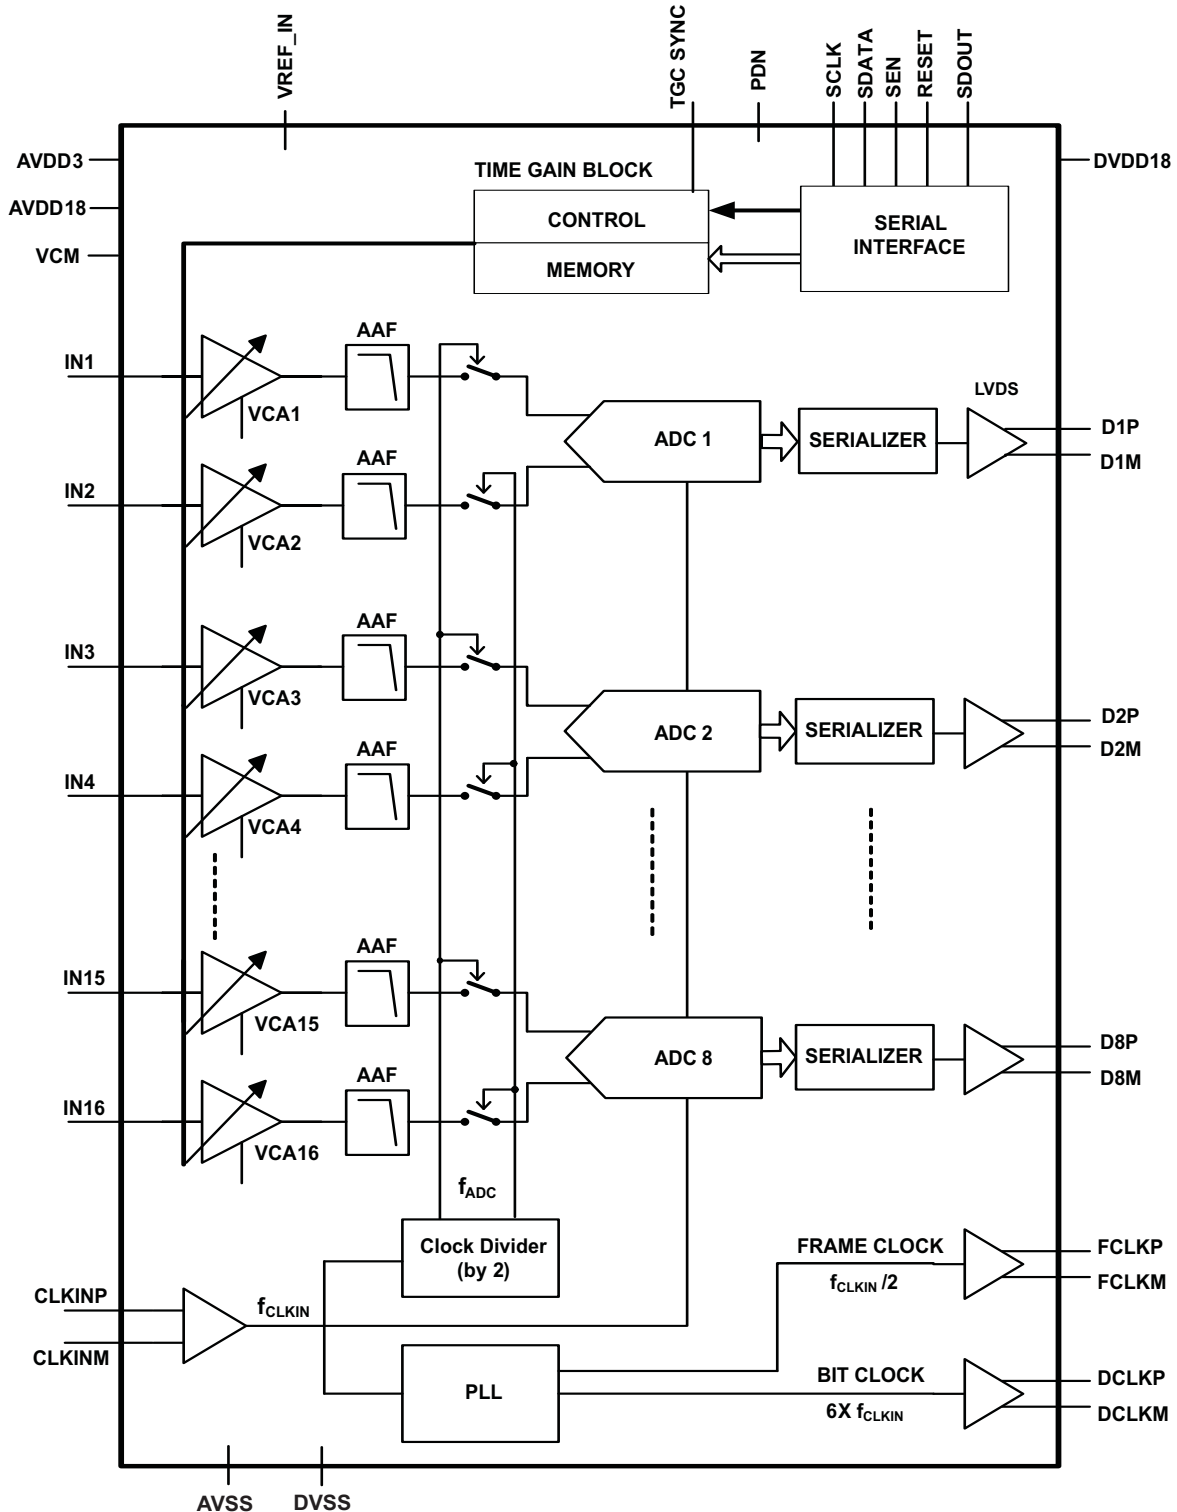 VREF_IN
TGC SYNC
PDN
SCLK
SDATA
SEN
RESET
SDOUT
AVDD3
AVDD18
VCM
DVDD18
TIME GAIN BLOCK
CONTROL
MEMORY
SERIAL
INTERFACE
IN1
VCA1
AAF
IN2
VCA2
AAF
ADC 1
SERIALIZER
LVDS
D1P
D1M
IN3
VCA3
AAF
IN4
VCA4
AAF
ADC 2
SERIALIZER
D2P
D2M
IN15
VCA15
AAF
IN16
VCA16
AAF
ADC 8
SERIALIZER
D8P
D8M
fADC
Clock Divider
(by 2)
CLKINP
CLKINM
fCLKIN
PLL
FRAME CLOCK
fCLKIN /2
FCLKP
FCLKM
BIT CLOCK
6X fCLKIN
DCLKP
DCLKM
AVSS
DVSS